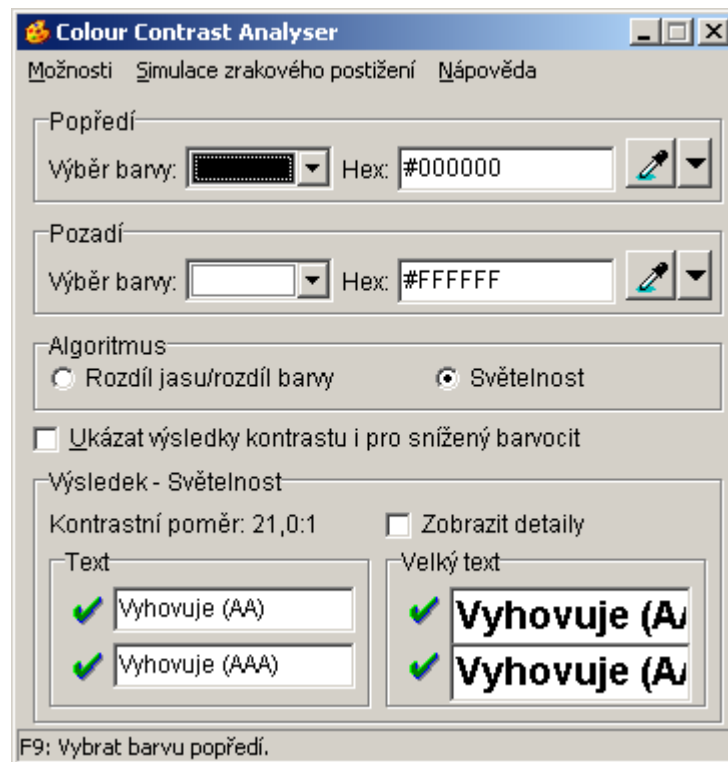 Colour Contrast Analyser
Možnosti Simulace zrakového postižení Nápověda
Popředí
Výběr barvy: Hex: #000000
Pozadí
Výběr barvy: Hex: #FFFFFF
Algoritmus
Rozdíl jasu/rozdíl barvy Světelnost
Ukázat výsledky kontrastu i pro snížený barvocit
Výsledek - Světelnost
Kontrastní poměr: 21,0:1 Zobrazit detaily
Text Velký text
Vyhovuje (AA) Vyhovuje (A
Vyhovuje (AAA) Vyhovuje (A
F9: Vybrat barvu popředí.